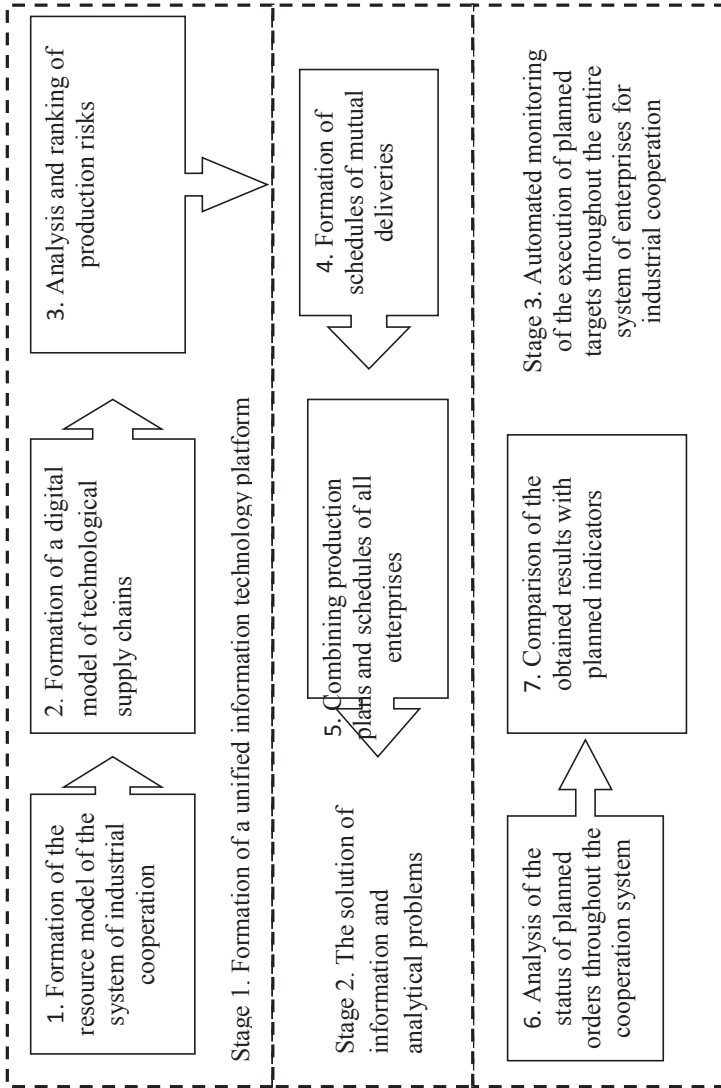 1. Formation of the
resource model of the
system of industrial
cooperation
2. Formation of a digital
model of technological
supply chains
3. Analysis and ranking of
production risks
Stage 1. Formation of a unified information technology platform
4. Formation of
schedules of mutual
deliveries
5. Combining production
plans and schedules of all
enterprises
Stage 2. The solution of
information and
analytical problems
6. Analysis of the
status of planned
orders throughout the
cooperation system
7. Comparison of the
obtained results with
planned indicators
Stage 3. Automated monitoring
of the execution of planned
targets throughout the entire
system of enterprises for
industrial cooperation